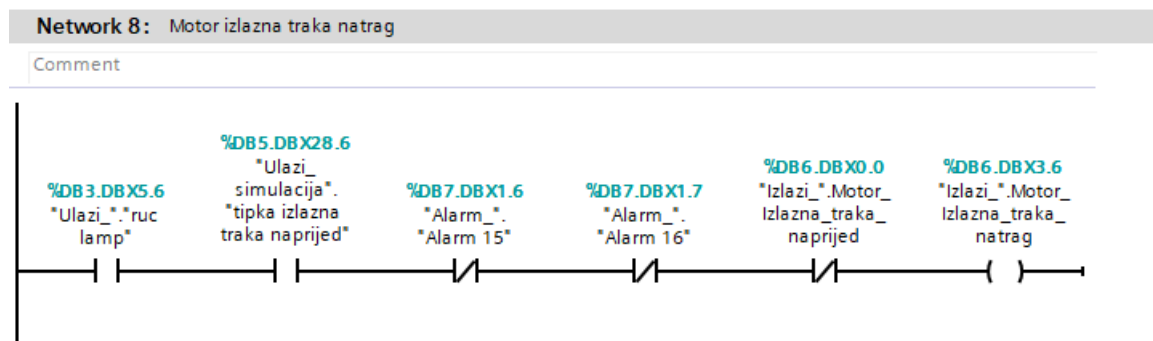 Network 8: Motor izlazna traka natrag
Comment
%DB3.DBX5.6
"Ulazi_"."ruc
lamp"
%DB5.DBX28.6
"Ulazi_
simulacija".
"tipka izlazna
traka naprijed"
%DB7.DBX1.6
"Alarm_".
"Alarm 15"
%DB7.DBX1.7
"Alarm_".
"Alarm 16"
%DB6.DBX0.0
"Izlazi_".Motor_
Izlazna_traka_
naprijed
%DB6.DBX3.6
"Izlazi_".Motor_
Izlazna_traka_
natrag